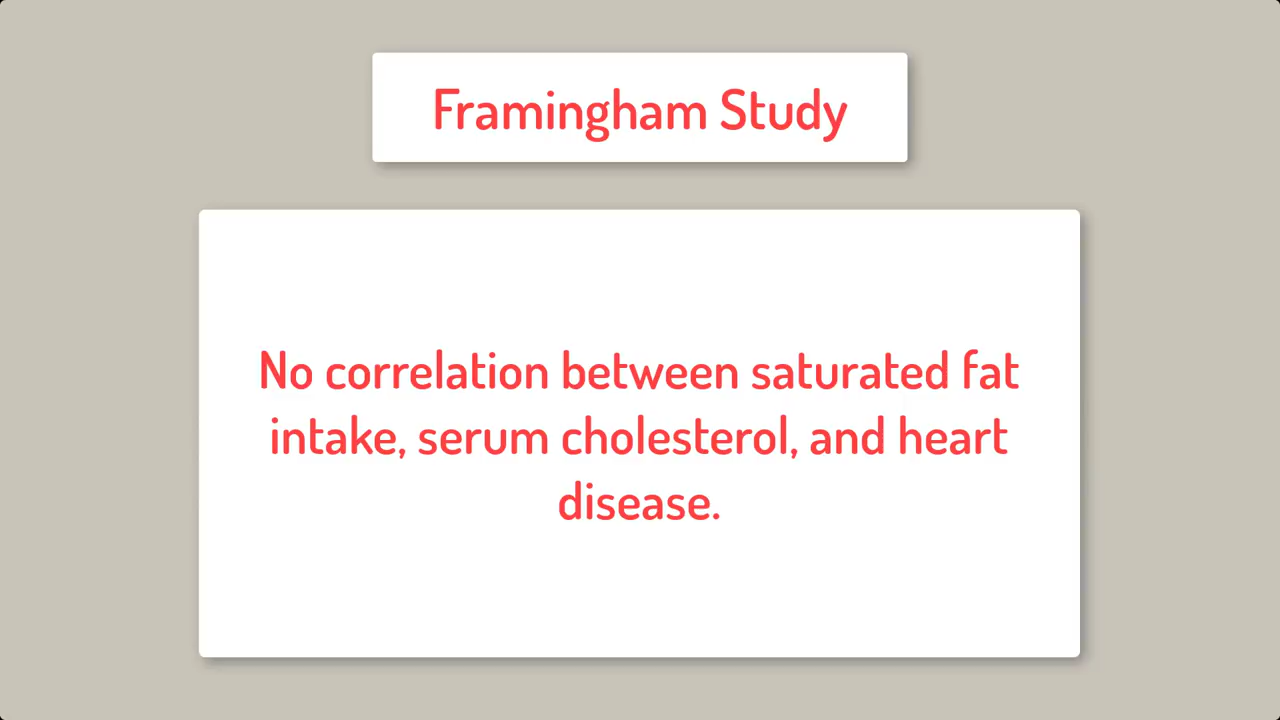 Framingham Study
No correlation between saturated fat
intake, serum cholesterol, and heart
disease.